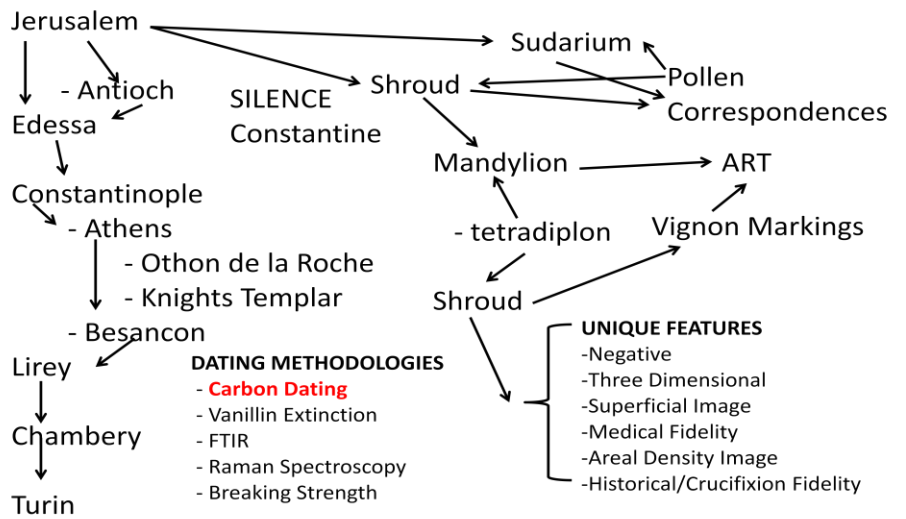 Jerusalem
- Antioch
Edessa
Constantinople
- Athens
- Othon de la Roche
- Knights Templar
- Besancon
Lirey
Chambery
Turin
SILENCE
Constantine
Sudarium
Shroud
Pollen
Correspondences
Mandylion
ART
- tetradiplon
Vignon Markings
Shroud
DATING METHODOLOGIES
- Carbon Dating
- Vanillin Extinction
- FTIR
- Raman Spectroscopy
- Breaking Strength
UNIQUE FEATURES
-Negative
-Three Dimensional
-Superficial Image
-Medical Fidelity
-Areal Density Image
-Historical/Crucifixion Fidelity